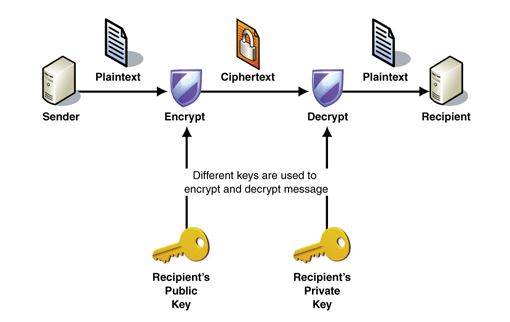 Plaintext
Ciphertext
Plaintext
Sender
Encrypt
Decrypt
Recipient
Different keys are used to
encrypt and decrypt message
Recipient's
Public
Key
Recipient's
Private
Key